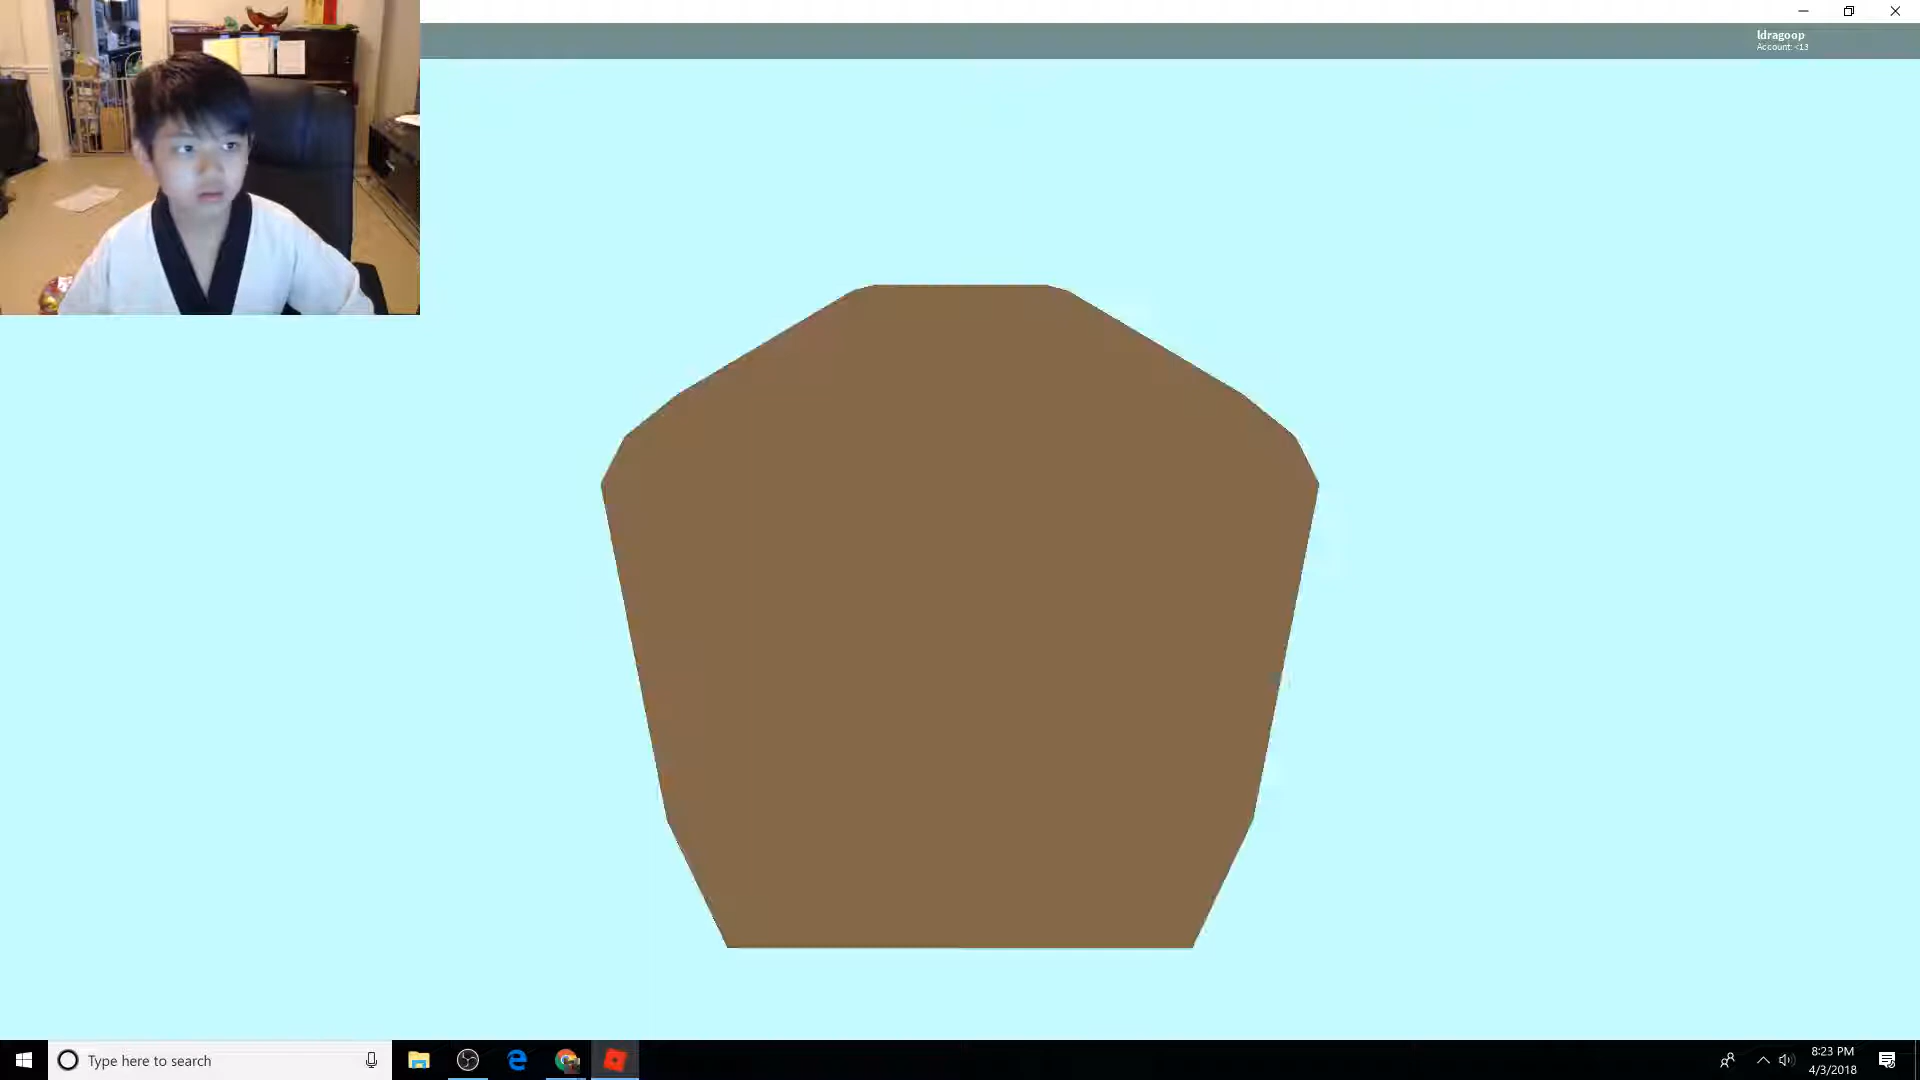 ldragoop
Account: <13
Type here to search
8:23 PM
4/3/2018